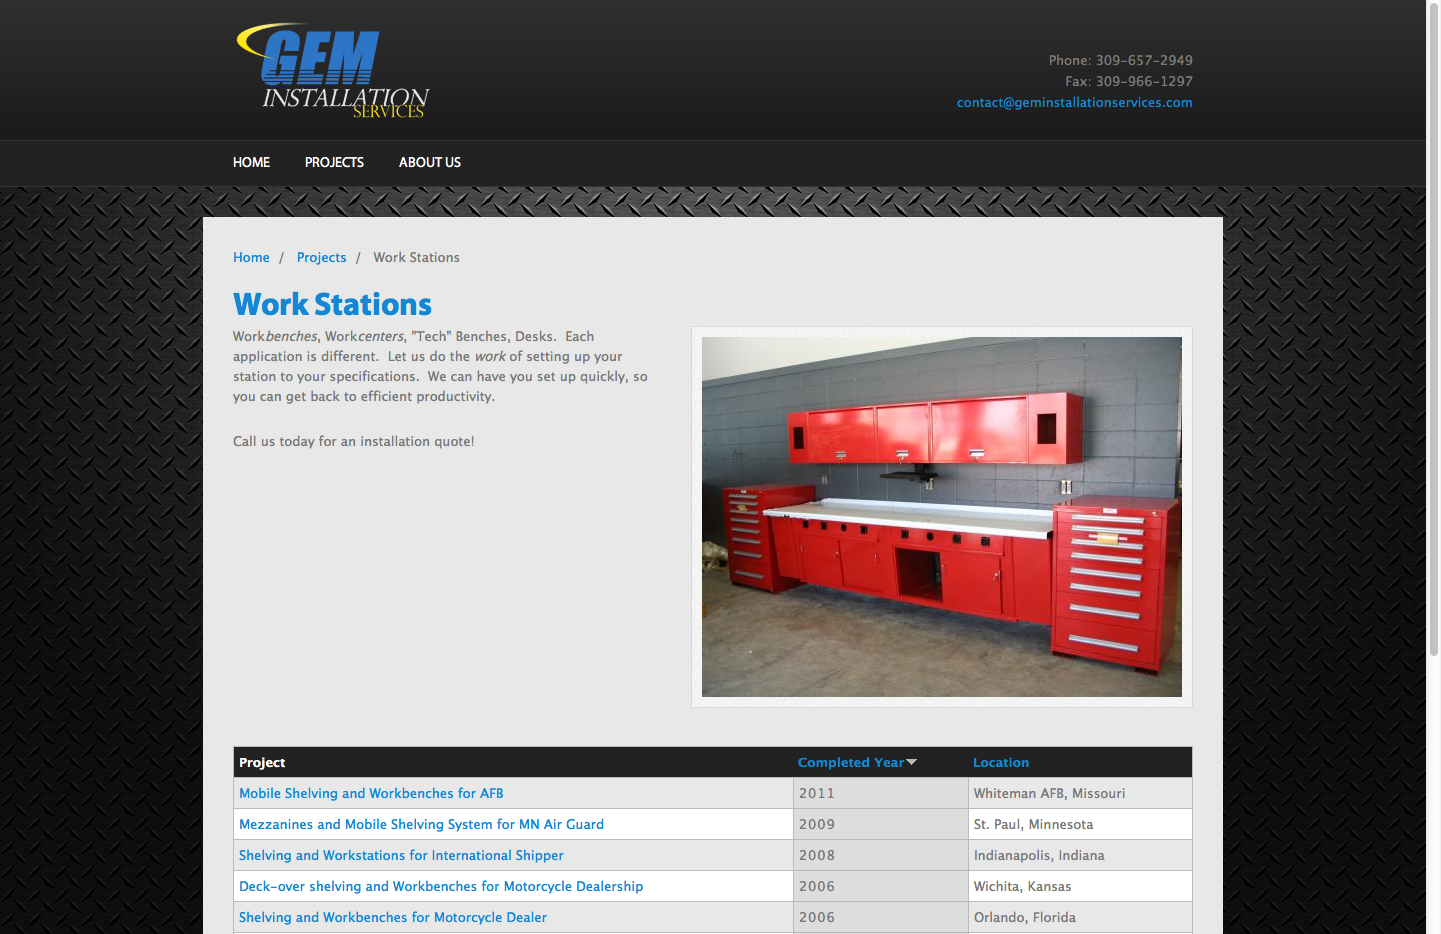 GEM
INSTALLATION
SERVICES
Phone: 309-657-2949
Fax: 309-966-1297
contact@geminstallationservices.com
HOME PROJECTS ABOUT US
Home / Projects / Work Stations
Work Stations
Workbenches, Workcenters, "Tech" Benches, Desks.  Each
application is different.  Let us do the work of setting up your
station to your specifications.  We can have you set up quickly, so
you can get back to efficient productivity.
Call us today for an installation quote!
Project Completed Year Location
Mobile Shelving and Workbenches for AFB 2011 Whiteman AFB, Missouri
Mezzanines and Mobile Shelving System for MN Air Guard 2009 St. Paul, Minnesota
Shelving and Workstations for International Shipper 2008 Indianapolis, Indiana
Deck-over shelving and Workbenches for Motorcycle Dealership 2006 Wichita, Kansas
Shelving and Workbenches for Motorcycle Dealer 2006 Orlando, Florida